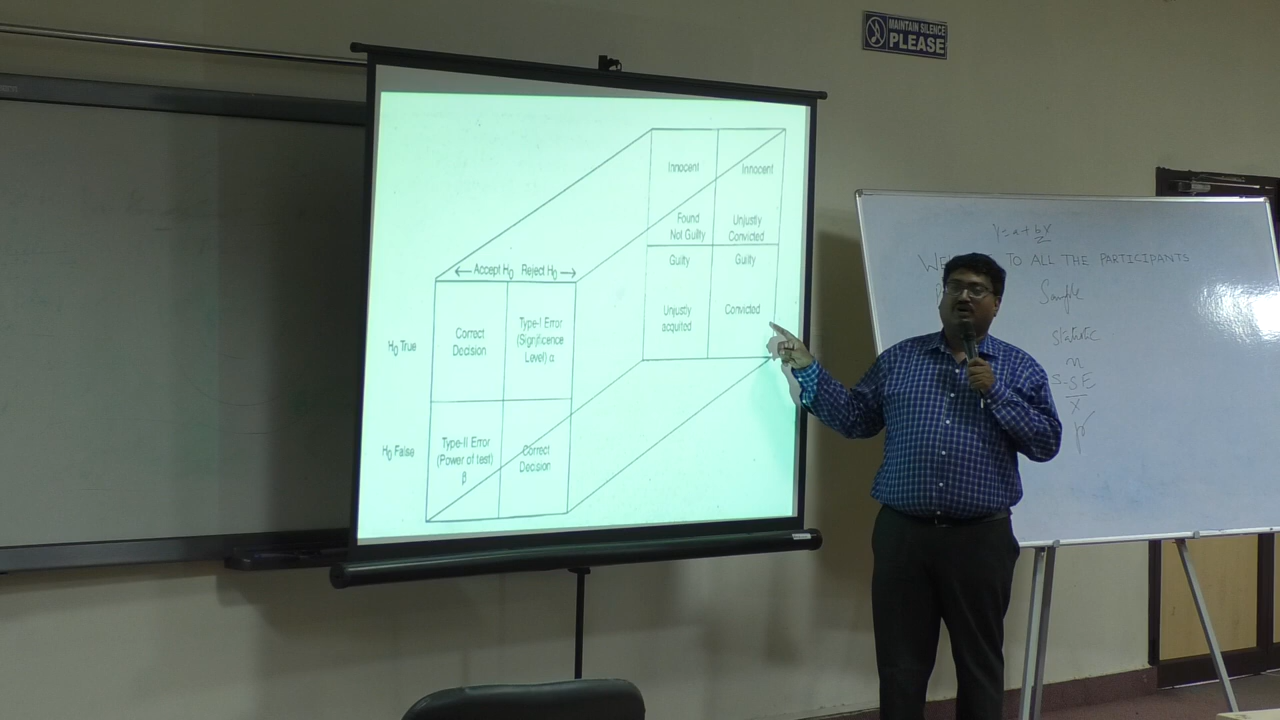 MAINTAIN SILENCE
PLEASE
Innocent
Innocent
Found
Not Guilty
Unjustly
Convicted
Guilty
Guilty
Unjustly
acquited
Convicted
← Accept H0 Reject H0 →
H0 True
Correct
Decision
Type-I Error
(Significence
Level) α
H0 False
Type-II Error
(Power of test)
β
Correct
Decision
Y = a + bx
TO ALL THE PARTICIPANTS
Sample
statistic
n
SE
x̄